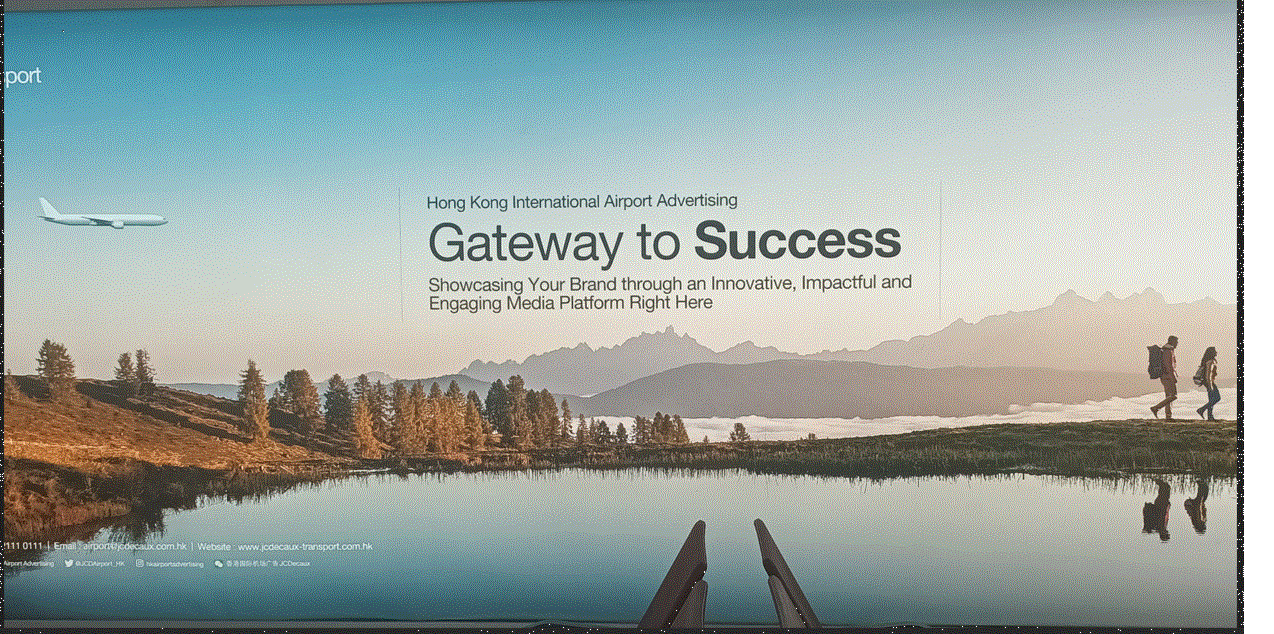 port
Hong Kong International Airport Advertising
Gateway to Success
Showcasing Your Brand through an Innovative, Impactful and
Engaging Media Platform Right Here
111 0111 | Email : airport@jcdecaux.com.hk | Website : www.jcdecaux-transport.com.hk
Airport Advertising @JCDAirport_HK hkairportsadvertising 香港国际机场广告JCDecaux